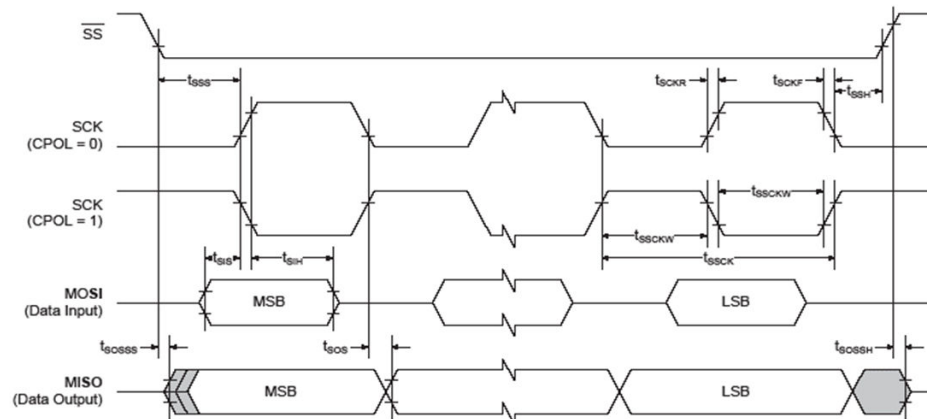 SS
tSSS
tSCKR
tSCKF
tSSH
SCK
(CPOL = 0)
SCK
(CPOL = 1)
tSSCKW
tSSCKW
tSSCK
tSIS
tSIH
MOSI
(Data Input)
MSB
LSB
tSOSSS
tSOS
tSOSSH
MISO
(Data Output)
MSB
LSB